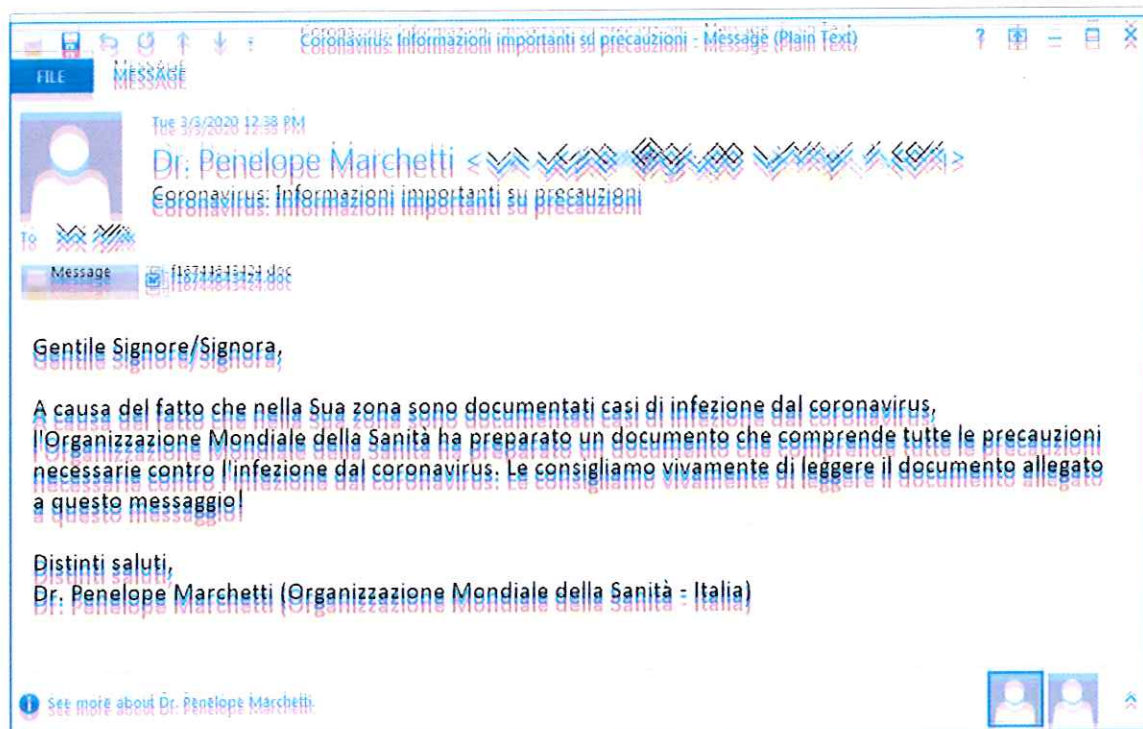 Coronavirus: Informazioni importanti su precauzioni - Message (Plain Text)
FILE MESSAGE
Tue 3/3/2020 12:38 PM
Dr. Penelope Marchetti < >
Coronavirus: Informazioni importanti su precauzioni
To
Message
Gentile Signore/Signora,
A causa del fatto che nella Sua zona sono documentati casi di infezione dal coronavirus,
l'Organizzazione Mondiale della Sanità ha preparato un documento che comprende tutte le precauzioni
necessarie contro l'infezione dal coronavirus. Le consigliamo vivamente di leggere il documento allegato
a questo messaggio!
Distinti saluti,
Dr. Penelope Marchetti (Organizzazione Mondiale della Sanità - Italia)
See more about Dr. Penelope Marchetti.